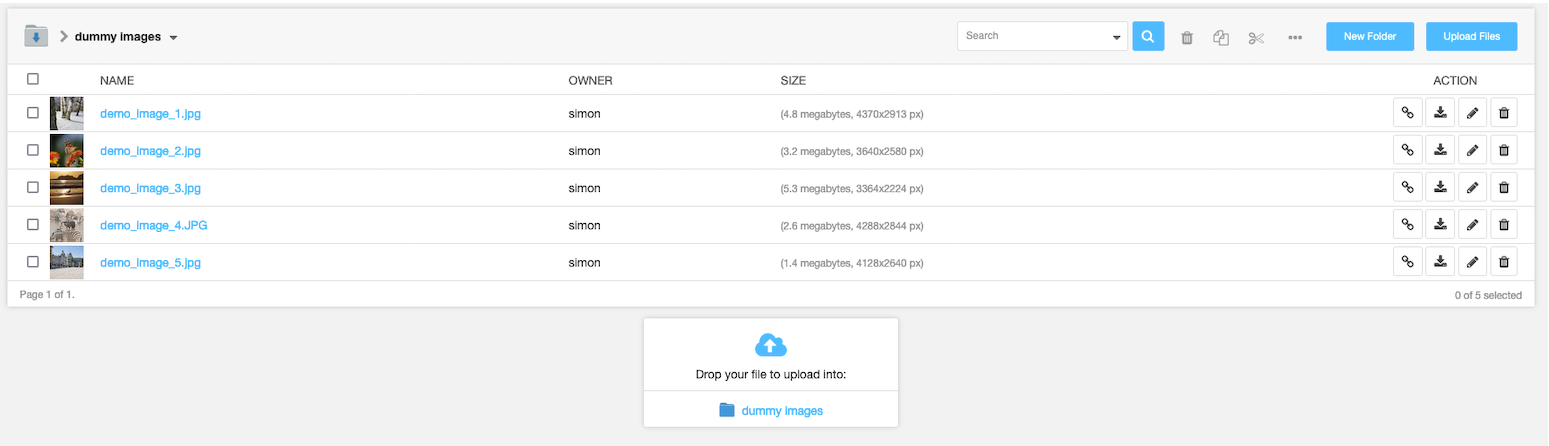 dummy images
Search
New Folder
Upload Files
NAME OWNER SIZE ACTION
demo_image_1.jpg simon (4.8 megabytes, 4370x2913 px)
demo_image_2.jpg simon (3.2 megabytes, 3640x2580 px)
demo_image_3.jpg simon (5.3 megabytes, 3364x2224 px)
demo_image_4.JPG simon (2.6 megabytes, 4288x2844 px)
demo_image_5.jpg simon (1.4 megabytes, 4128x2640 px)
Page 1 of 1. 0 of 5 selected
Drop your file to upload into:
dummy images